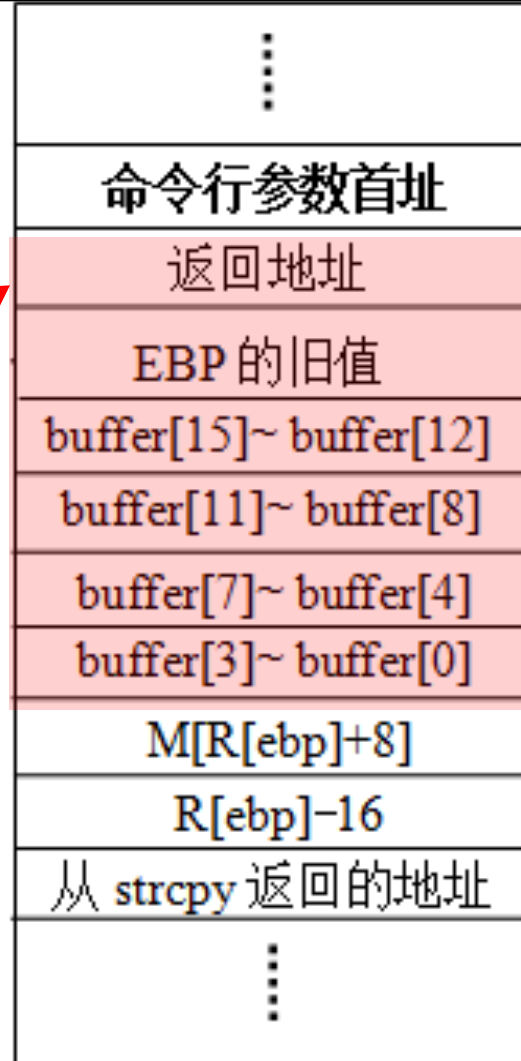 命令行参数首址
返回地址
EBP 的旧值
buffer[15]~ buffer[12]
buffer[11]~ buffer[8]
buffer[7]~ buffer[4]
buffer[3]~ buffer[0]
M[R[ebp]+8]
R[ebp]−16
从 strcpy 返回的地址